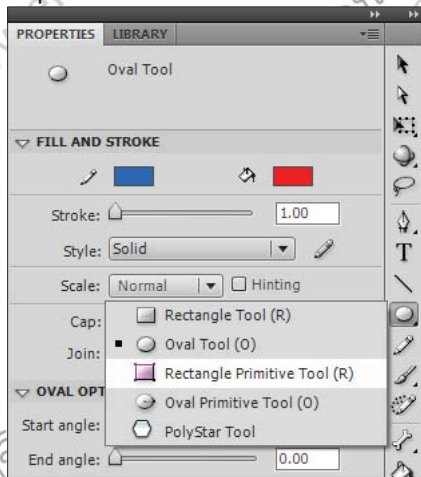 PROPERTIES LIBRARY
Oval Tool
FILL AND STROKE
Stroke: 1.00
Style: Solid
Scale: Normal Hinting
Cap:
Rectangle Tool (R)
Oval Tool (O)
Join:
Rectangle Primitive Tool (R)
OVAL OPT
Oval Primitive Tool (O)
Start angle:
PolyStar Tool
End angle: 0.00
T